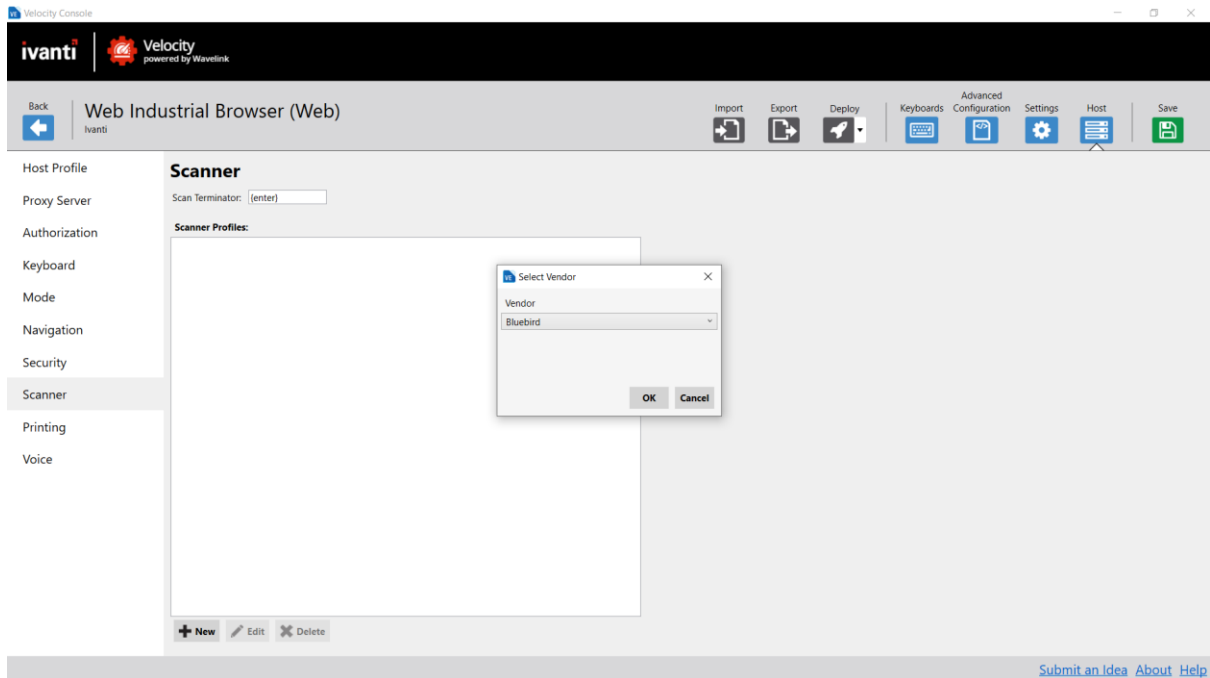 Velocity Console
ivanti
Velocity
powered by Wavelink
Back
Web Industrial Browser (Web)
Ivanti
Import
Export
Deploy
Keyboards
Advanced
Configuration
Settings
Host
Save
Host Profile
Proxy Server
Authorization
Keyboard
Mode
Navigation
Security
Scanner
Printing
Voice
Scanner
Scan Terminator: {enter}
Scanner Profiles:
VE Select Vendor
Vendor
Bluebird
OK Cancel
New Edit Delete
Submit an Idea About Help